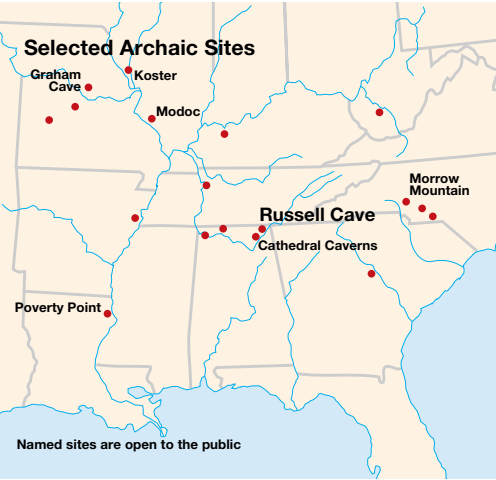 Selected Archaic Sites
Graham
Cave
Koster
Modoc
Morrow
Mountain
Russell Cave
Cathedral Caverns
Poverty Point
Named sites are open to the public